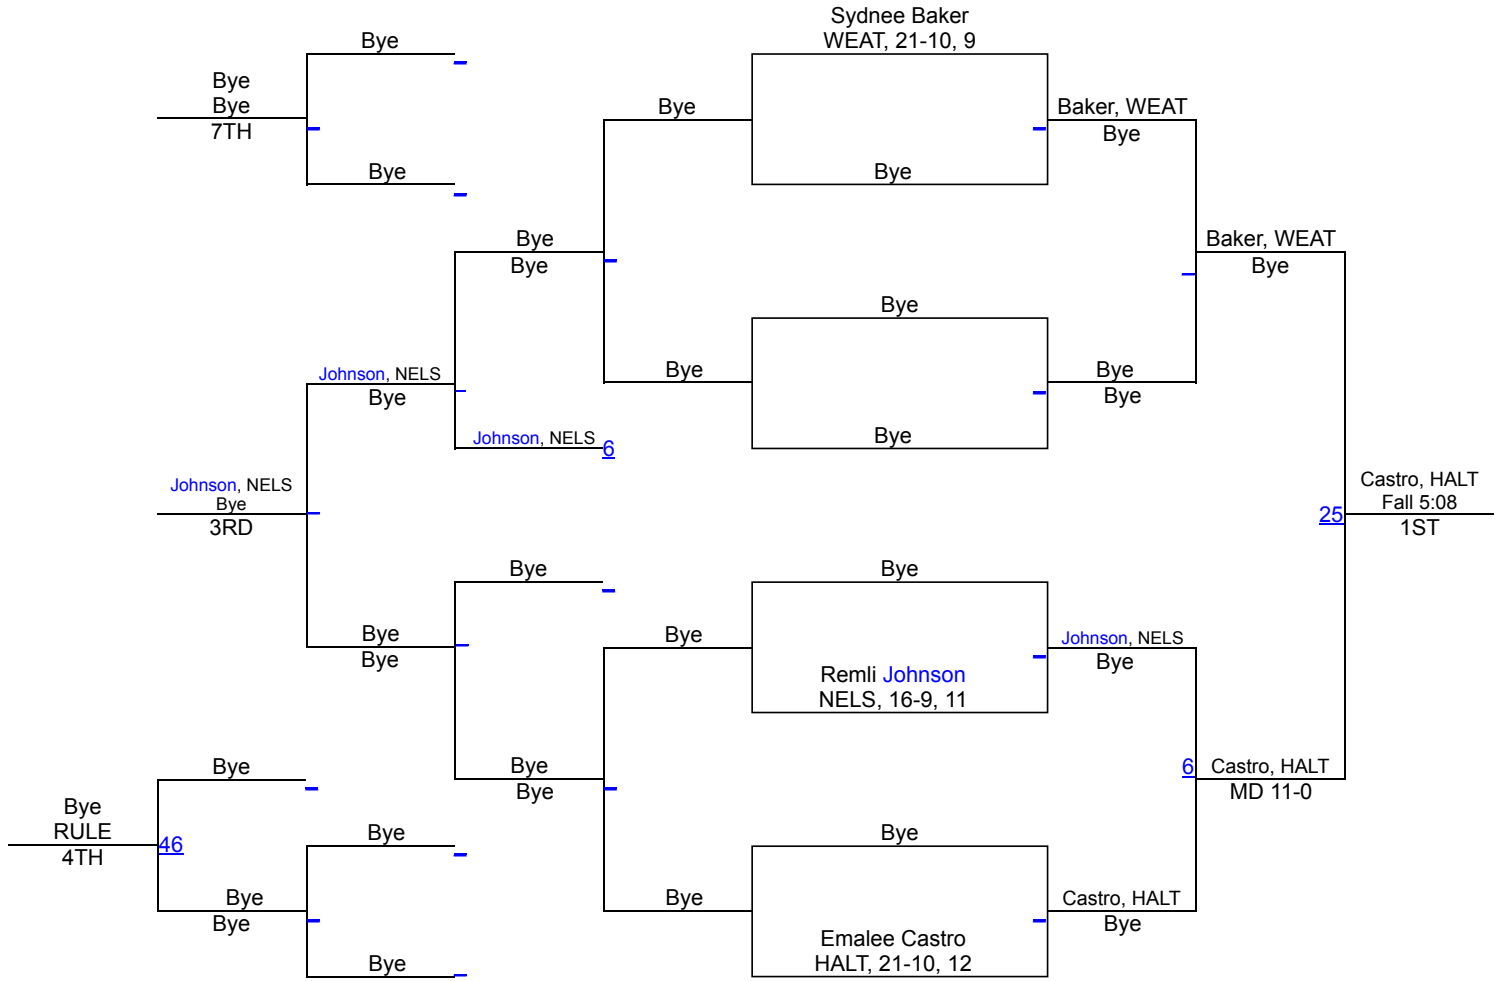 Sydnee Baker
WEAT, 21-10, 9
Bye
Bye
Bye
7TH
Bye
Bye
Baker, WEAT
Bye
Bye
Bye
Bye
Bye
Baker, WEAT
Bye
Bye
Johnson, NELS
Bye
Bye
Bye
Bye
Johnson, NELS 6
Bye
Johnson, NELS
Bye
3RD
25
Castro, HALT
Fall 5:08
1ST
Bye
Bye
Bye
Bye
Bye
Johnson, NELS
Bye
Remli Johnson
NELS, 16-9, 11
Bye
Bye
Bye
6
Castro, HALT
MD 11-0
Bye
RULE
4TH
46
Bye
Bye
Bye
Bye
Bye
Castro, HALT
Bye
Emalee Castro
HALT, 21-10, 12
Bye